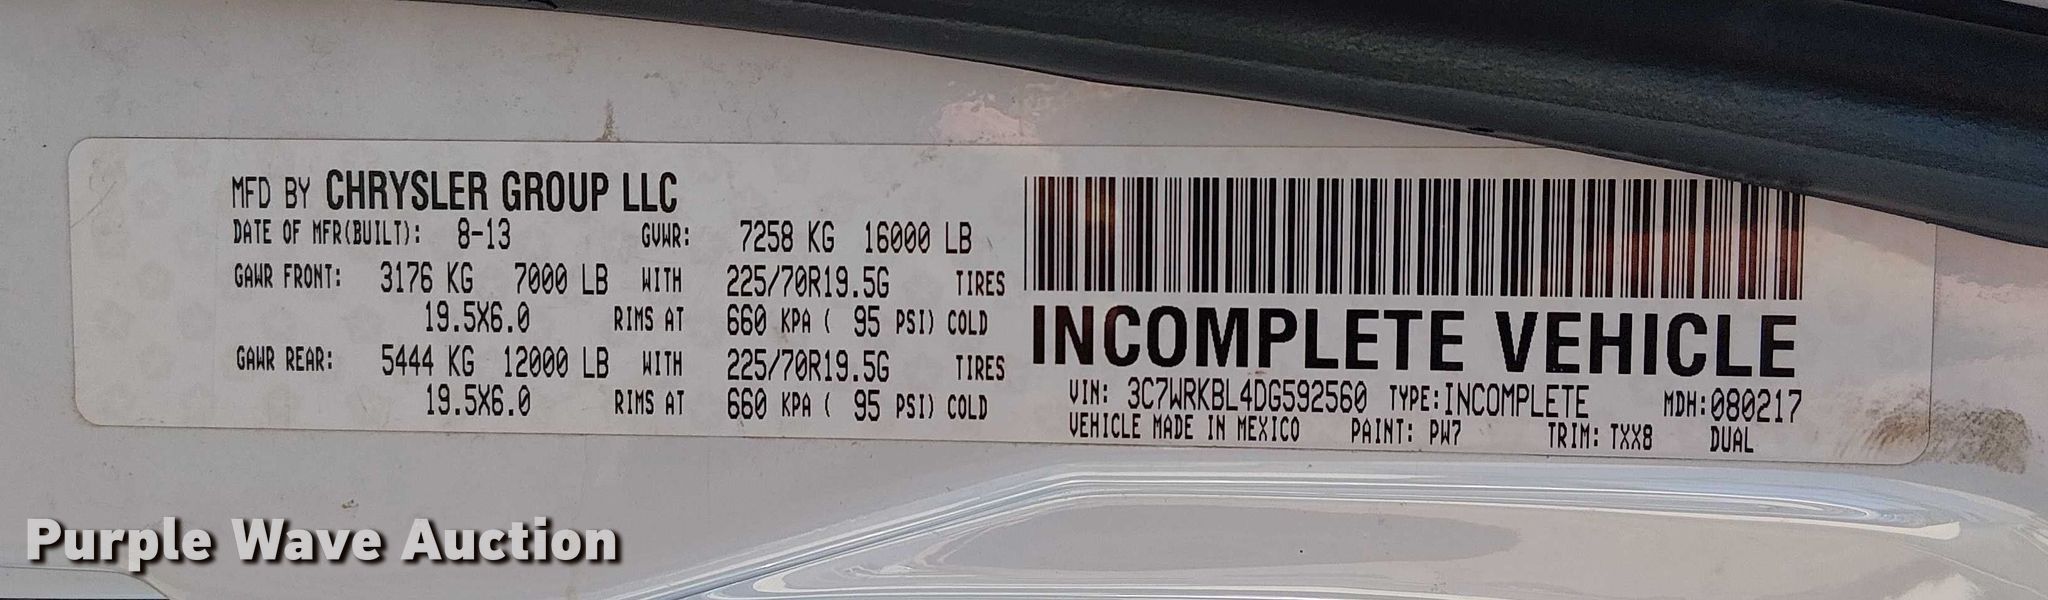 MFD BY CHRYSLER GROUP LLC
DATE OF MFR(BUILT): 8-13 GVWR: 7258 KG 16000 LB
GAWR FRONT: 3176 KG 7000 LB WITH 225/70R19.5G TIRES
19.5X6.0 RIMS AT 660 KPA ( 95 PSI) COLD
GAWR REAR: 5444 KG 12000 LB WITH 225/70R19.5G TIRES
19.5X6.0 RIMS AT 660 KPA ( 95 PSI) COLD
INCOMPLETE VEHICLE
VIN: 3C7WRKBL4DG592560 TYPE:INCOMPLETE MDH:080217
VEHICLE MADE IN MEXICO PAINT: PW7 TRIM: TXX8 DUAL
Purple Wave Auction